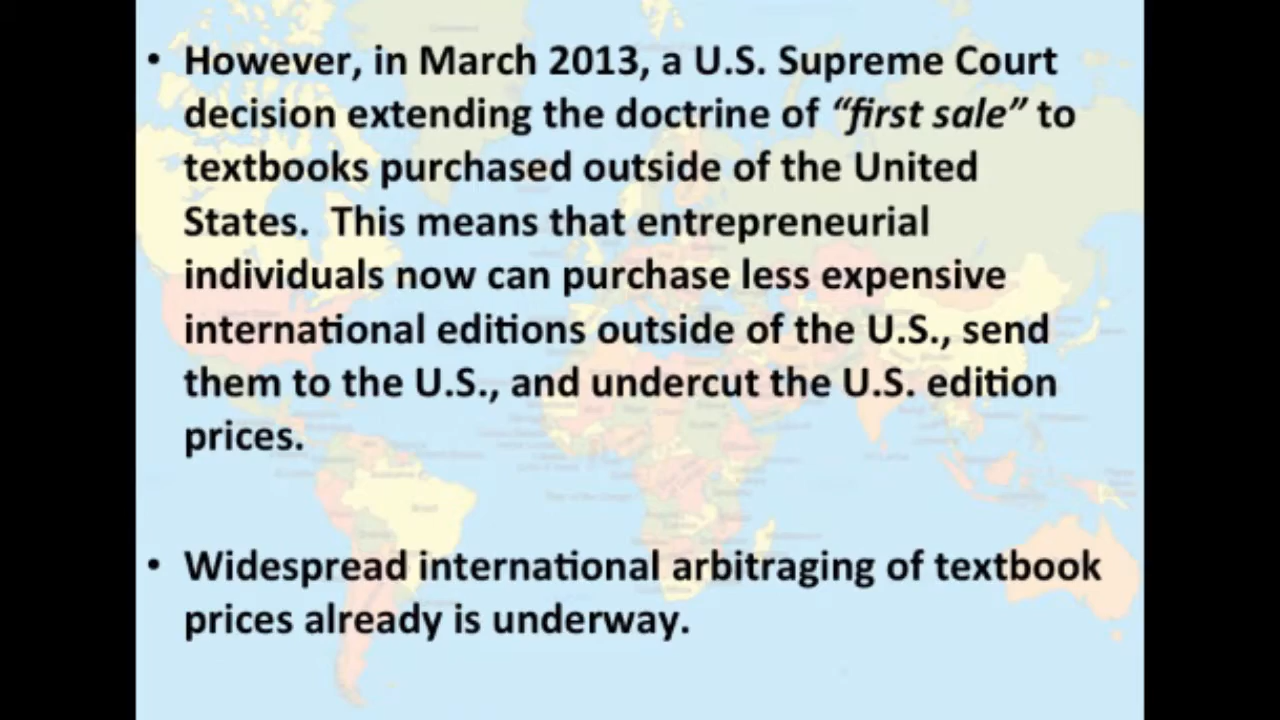 • However, in March 2013, a U.S. Supreme Court
decision extending the doctrine of “first sale” to
textbooks purchased outside of the United
States.  This means that entrepreneurial
individuals now can purchase less expensive
international editions outside of the U.S., send
them to the U.S., and undercut the U.S. edition
prices.
• Widespread international arbitraging of textbook
prices already is underway.